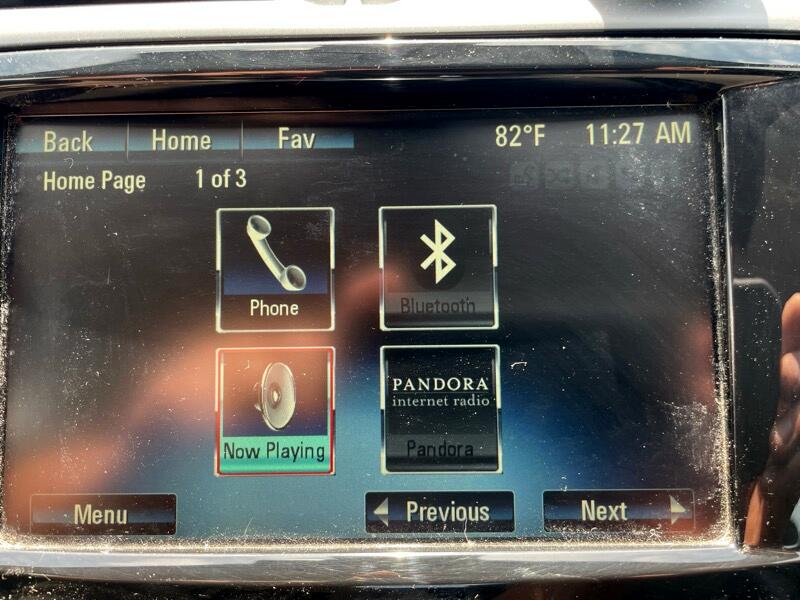 Back Home Fav 82°F 11:27 AM
Home Page 1 of 3
Phone
Bluetooth
Now Playing
PANDORA
internet radio
Pandora
Menu Previous Next